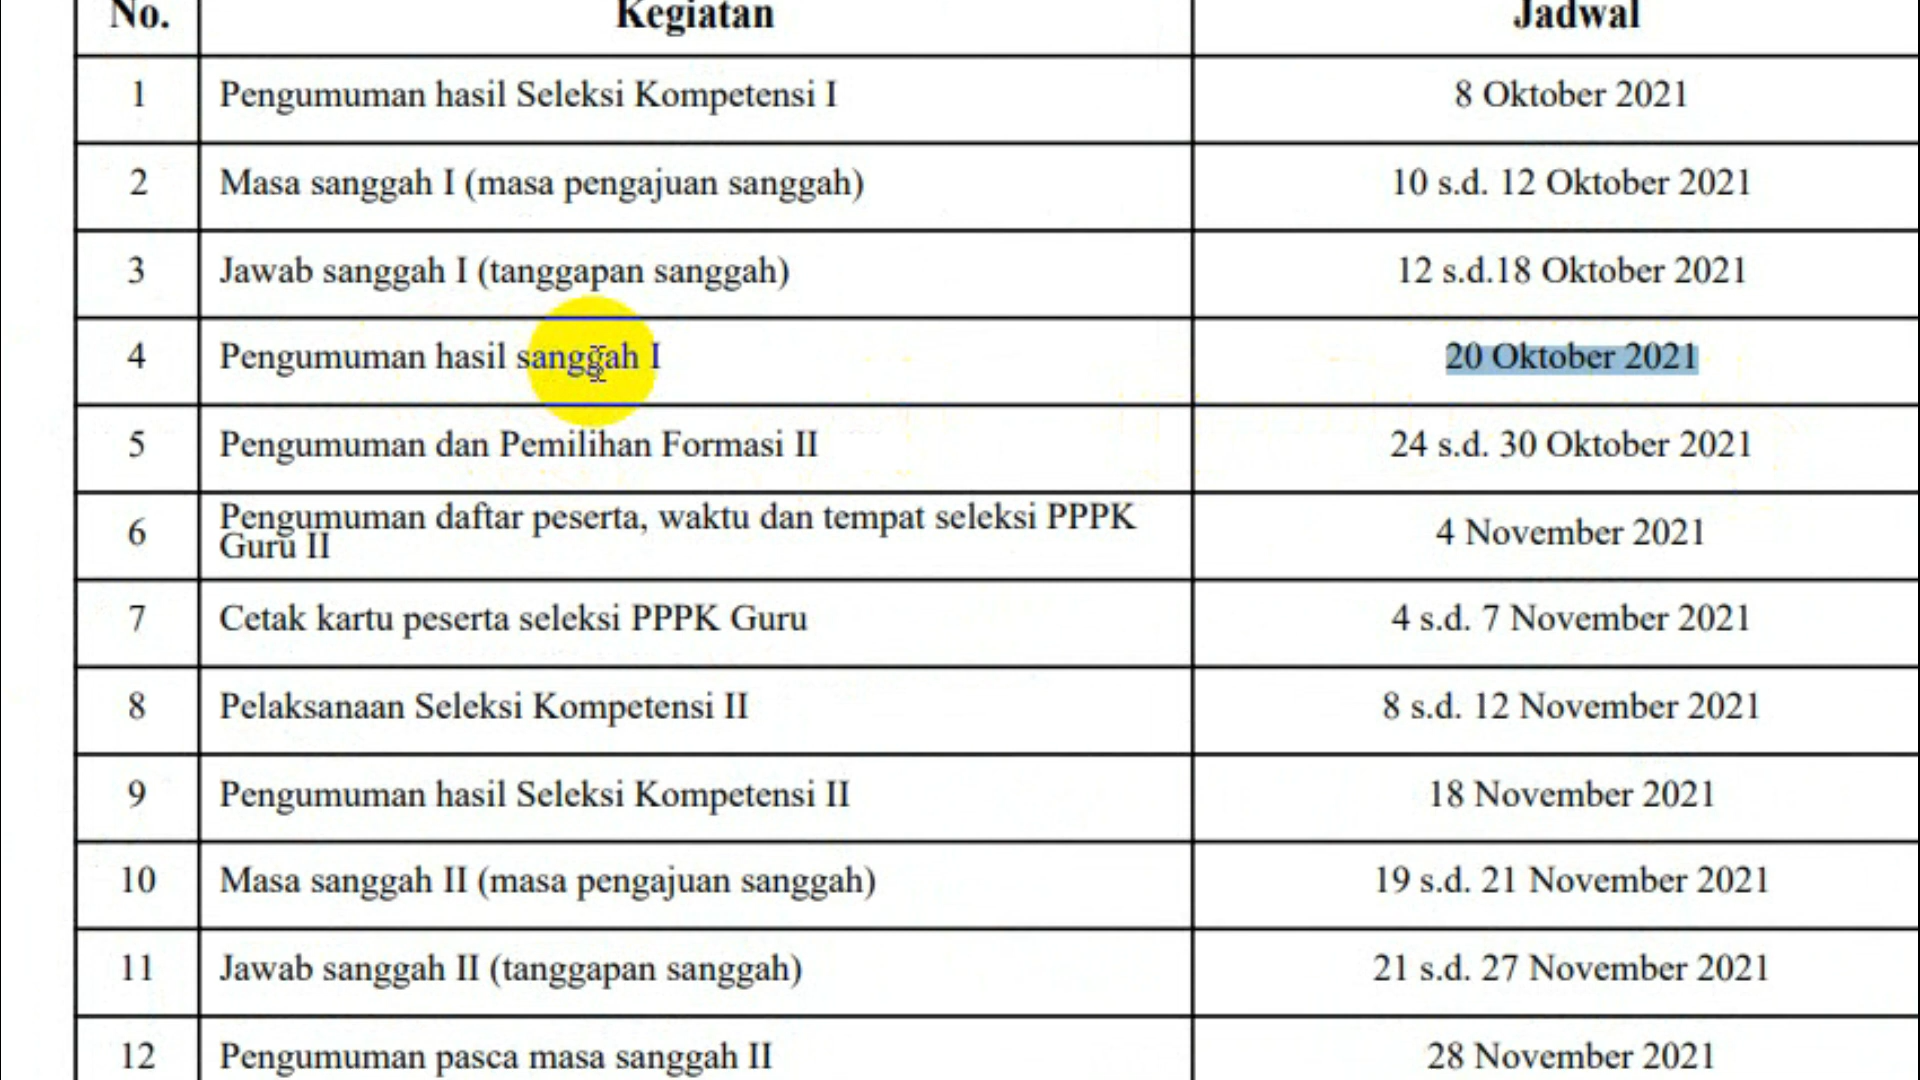 No. Kegiatan Jadwal
1 Pengumuman hasil Seleksi Kompetensi I 8 Oktober 2021
2 Masa sanggah I (masa pengajuan sanggah) 10 s.d. 12 Oktober 2021
3 Jawab sanggah I (tanggapan sanggah) 12 s.d.18 Oktober 2021
4 Pengumuman hasil sanggah I 20 Oktober 2021
5 Pengumuman dan Pemilihan Formasi II 24 s.d. 30 Oktober 2021
6 Pengumuman daftar peserta, waktu dan tempat seleksi PPPK
Guru II 4 November 2021
7 Cetak kartu peserta seleksi PPPK Guru 4 s.d. 7 November 2021
8 Pelaksanaan Seleksi Kompetensi II 8 s.d. 12 November 2021
9 Pengumuman hasil Seleksi Kompetensi II 18 November 2021
10 Masa sanggah II (masa pengajuan sanggah) 19 s.d. 21 November 2021
11 Jawab sanggah II (tanggapan sanggah) 21 s.d. 27 November 2021
12 Pengumuman pasca masa sanggah II 28 November 2021